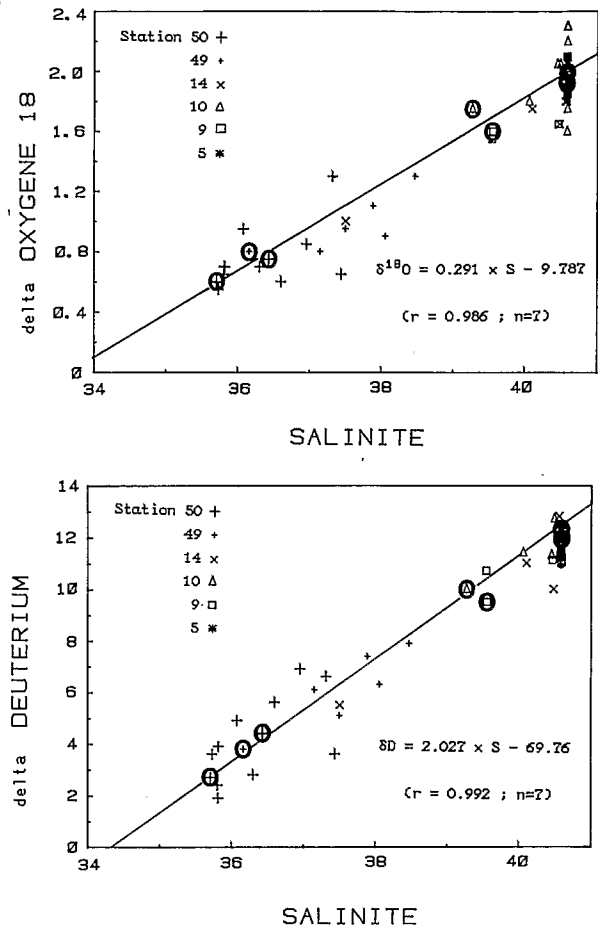 2.4
2.0
1.6
1.2
0.8
0.4
0
delta OXYGENE 18
Station 50 +
49 +
14 ×
10 △
9 □
5 *
δ¹⁸O = 0.291 × S - 9.787
(r = 0.986 ; n=7)
34 36 38 40
SALINITE
14
12
10
8
6
4
2
0
delta DEUTERIUM
Station 50 +
49 +
14 ×
10 △
9 □
5 *
δD = 2.027 × S - 69.76
(r = 0.992 ; n=7)
34 36 38 40
SALINITE